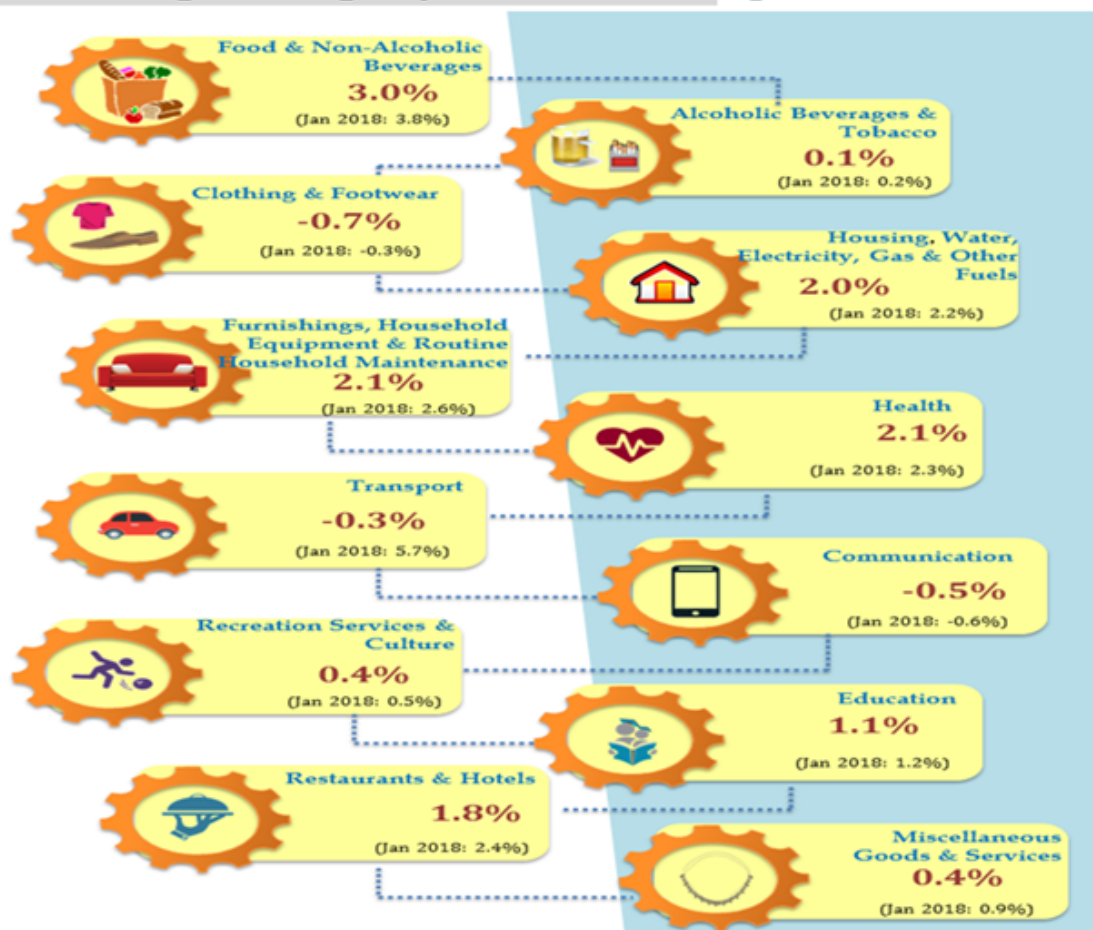 Food & Non-Alcoholic
Beverages
3.0%
(Jan 2018: 3.8%)
Alcoholic Beverages &
Tobacco
0.1%
(Jan 2018: 0.2%)
Clothing & Footwear
-0.7%
(Jan 2018: -0.3%)
Housing, Water,
Electricity, Gas & Other
Fuels
2.0%
(Jan 2018: 2.2%)
Furnishings, Household
Equipment & Routine
Household Maintenance
2.1%
(Jan 2018: 2.6%)
Health
2.1%
(Jan 2018: 2.3%)
Transport
-0.3%
(Jan 2018: 5.7%)
Communication
-0.5%
(Jan 2018: -0.6%)
Recreation Services &
Culture
0.4%
(Jan 2018: 0.5%)
Education
1.1%
(Jan 2018: 1.2%)
Restaurants & Hotels
1.8%
(Jan 2018: 2.4%)
Miscellaneous
Goods & Services
0.4%
(Jan 2018: 0.9%)